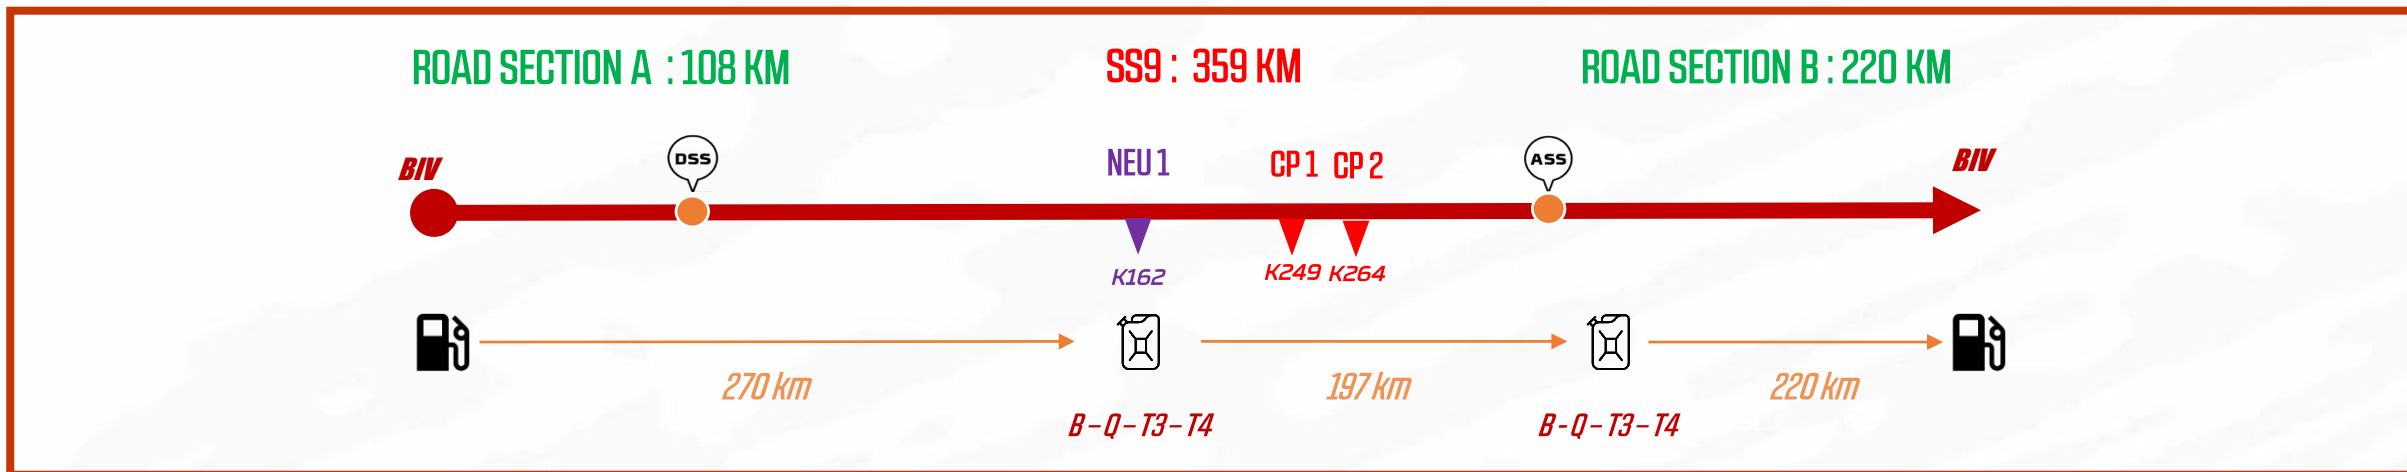 ROAD SECTION A : 108 KM
SS9 : 359 KM
ROAD SECTION B : 220 KM
BIV
DSS
NEU 1
CP 1
CP 2
ASS
BIV
K162
K249
K264
270 km
197 km
220 km
B – Q – T3 – T4
B - Q – T3 – T4